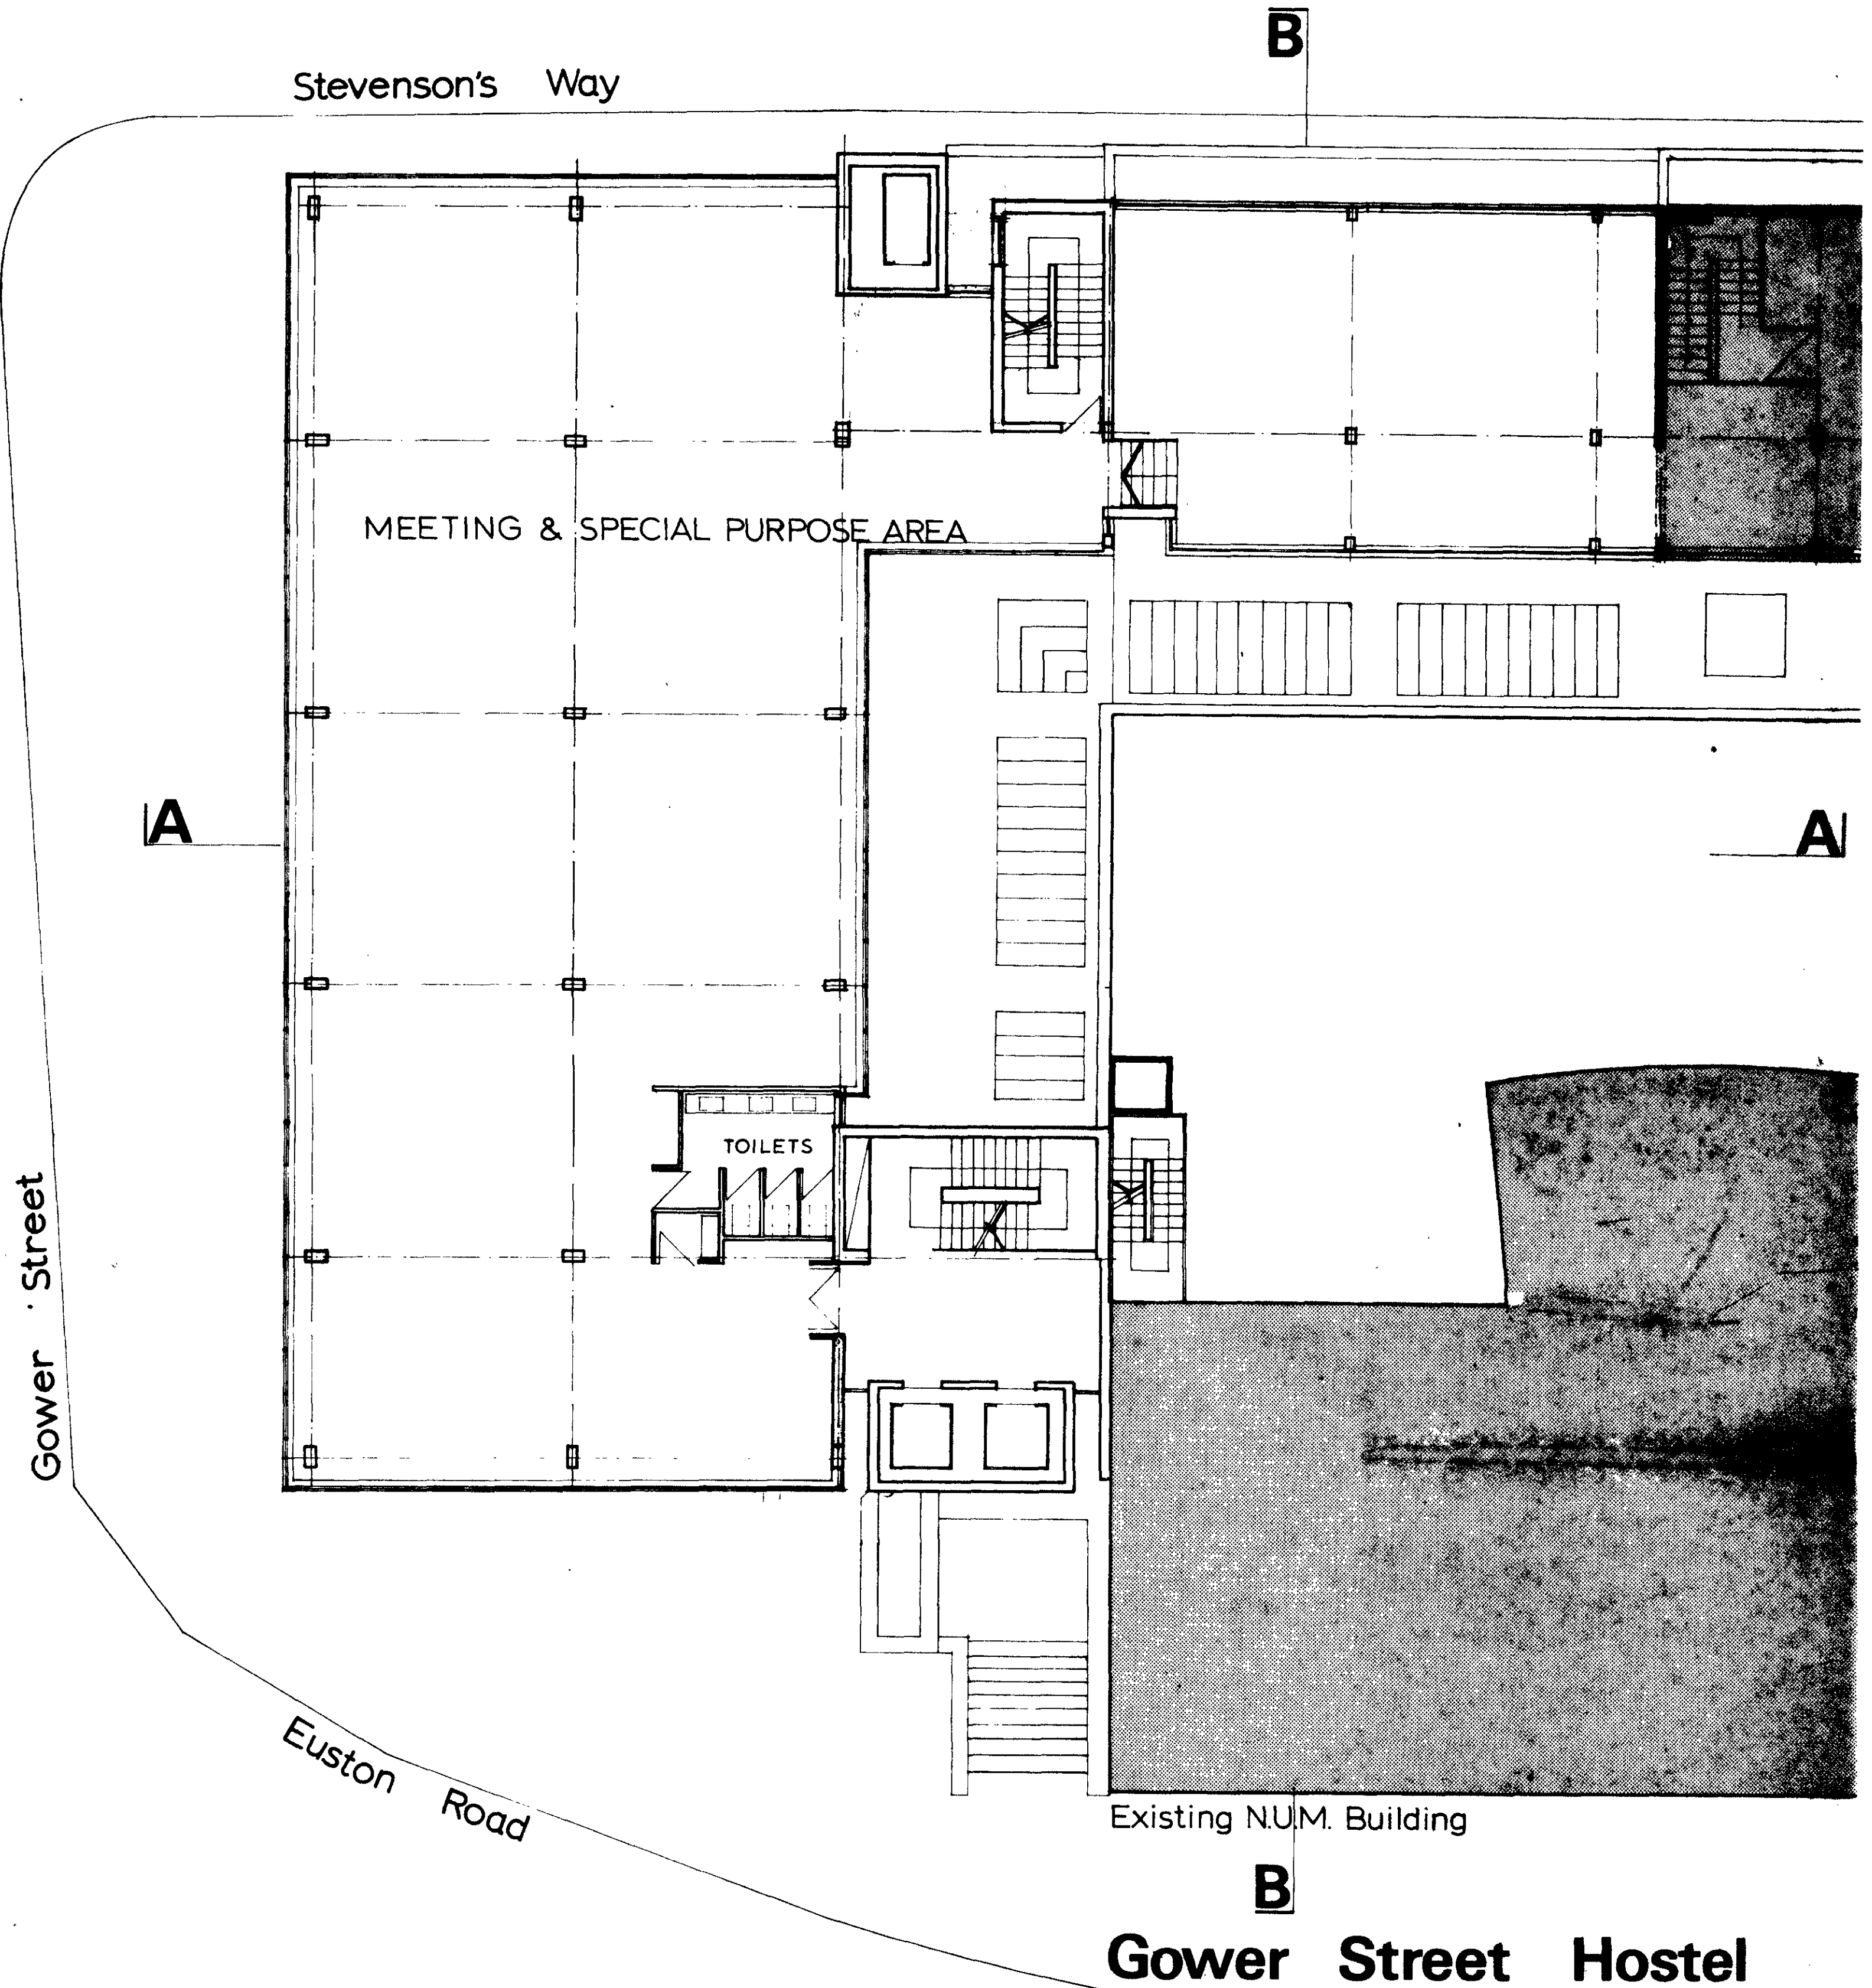 B
Stevenson's Way
MEETING & SPECIAL PURPOSE AREA
A
A
TOILETS
Gower Street
Euston Road
Existing N.U.M. Building
B
Gower Street Hostel